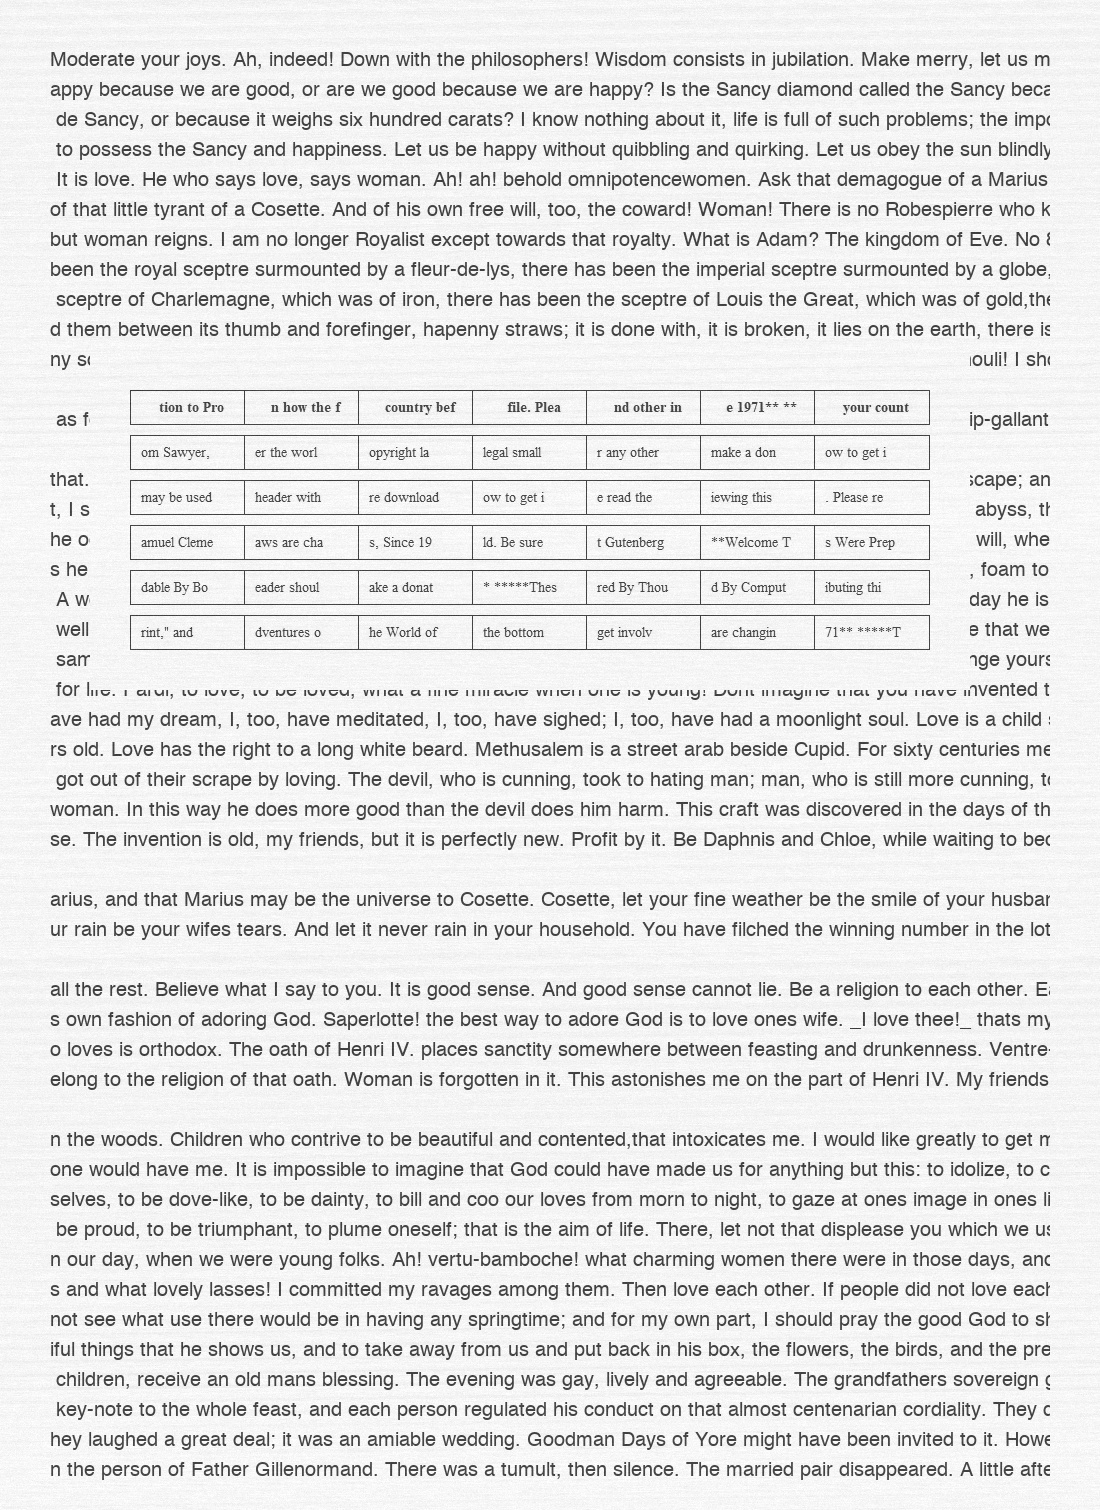 Moderate your joys. Ah, indeed! Down with the philosophers! Wisdom consists in jubilation. Make merry, let us m
appy because we are good, or are we good because we are happy? Is the Sancy diamond called the Sancy beca
de Sancy, or because it weighs six hundred carats? I know nothing about it, life is full of such problems; the impo
to possess the Sancy and happiness. Let us be happy without quibbling and quirking. Let us obey the sun blindly
It is love. He who says love, says woman. Ah! ah! behold omnipotencewomen. Ask that demagogue of a Marius
of that little tyrant of a Cosette. And of his own free will, too, the coward! Woman! There is no Robespierre who k
but woman reigns. I am no longer Royalist except towards that royalty. What is Adam? The kingdom of Eve. No
been the royal sceptre surmounted by a fleur-de-lys, there has been the imperial sceptre surmounted by a globe,
sceptre of Charlemagne, which was of iron, there has been the sceptre of Louis the Great, which was of gold,the
d them between its thumb and forefinger, hapenny straws; it is done with, it is broken, it lies on the earth, there is
ny houli! I sho
tion to Pro n how the f country bef file. Plea nd other in e 1971** ** your count
as ip-gallant
om Sawyer, er the worl opyright la legal small r any other make a don ow to get i
that. scape; an
may be used header with re download ow to get i e read the iewing this . Please re
t, I s abyss, th
he o will, whe
amuel Cleme aws are cha s, Since 19 ld. Be sure t Gutenberg **Welcome T s Were Prep
s he , foam to
dable By Bo eader shoul ake a donat * *****Thes red By Thou d By Comput ibuting thi
A w day he is
well e that we
rint," and dventures o he World of the bottom get involv are changin 71** *****T
sam nge yours
for life. Pardi, to love, to be loved, what a fine miracle when one is young! Dont imagine that you have invented t
ave had my dream, I, too, have meditated, I, too, have sighed; I, too, have had a moonlight soul. Love is a child
rs old. Love has the right to a long white beard. Methusalem is a street arab beside Cupid. For sixty centuries me
got out of their scrape by loving. The devil, who is cunning, took to hating man; man, who is still more cunning, to
woman. In this way he does more good than the devil does him harm. This craft was discovered in the days of th
se. The invention is old, my friends, but it is perfectly new. Profit by it. Be Daphnis and Chloe, while waiting to bec
arius, and that Marius may be the universe to Cosette. Cosette, let your fine weather be the smile of your husban
ur rain be your wifes tears. And let it never rain in your household. You have filched the winning number in the lot
all the rest. Believe what I say to you. It is good sense. And good sense cannot lie. Be a religion to each other. Ea
s own fashion of adoring God. Saperlotte! the best way to adore God is to love ones wife. _I love thee!_ thats my
o loves is orthodox. The oath of Henri IV. places sanctity somewhere between feasting and drunkenness. Ventre-
elong to the religion of that oath. Woman is forgotten in it. This astonishes me on the part of Henri IV. My friends
n the woods. Children who contrive to be beautiful and contented,that intoxicates me. I would like greatly to get m
one would have me. It is impossible to imagine that God could have made us for anything but this: to idolize, to c
selves, to be dove-like, to be dainty, to bill and coo our loves from morn to night, to gaze at ones image in ones li
be proud, to be triumphant, to plume oneself; that is the aim of life. There, let not that displease you which we us
n our day, when we were young folks. Ah! vertu-bamboche! what charming women there were in those days, and
s and what lovely lasses! I committed my ravages among them. Then love each other. If people did not love each
not see what use there would be in having any springtime; and for my own part, I should pray the good God to sh
iful things that he shows us, and to take away from us and put back in his box, the flowers, the birds, and the pre
children, receive an old mans blessing. The evening was gay, lively and agreeable. The grandfathers sovereign g
key-note to the whole feast, and each person regulated his conduct on that almost centenarian cordiality. They d
hey laughed a great deal; it was an amiable wedding. Goodman Days of Yore might have been invited to it. Howe
n the person of Father Gillenormand. There was a tumult, then silence. The married pair disappeared. A little afte